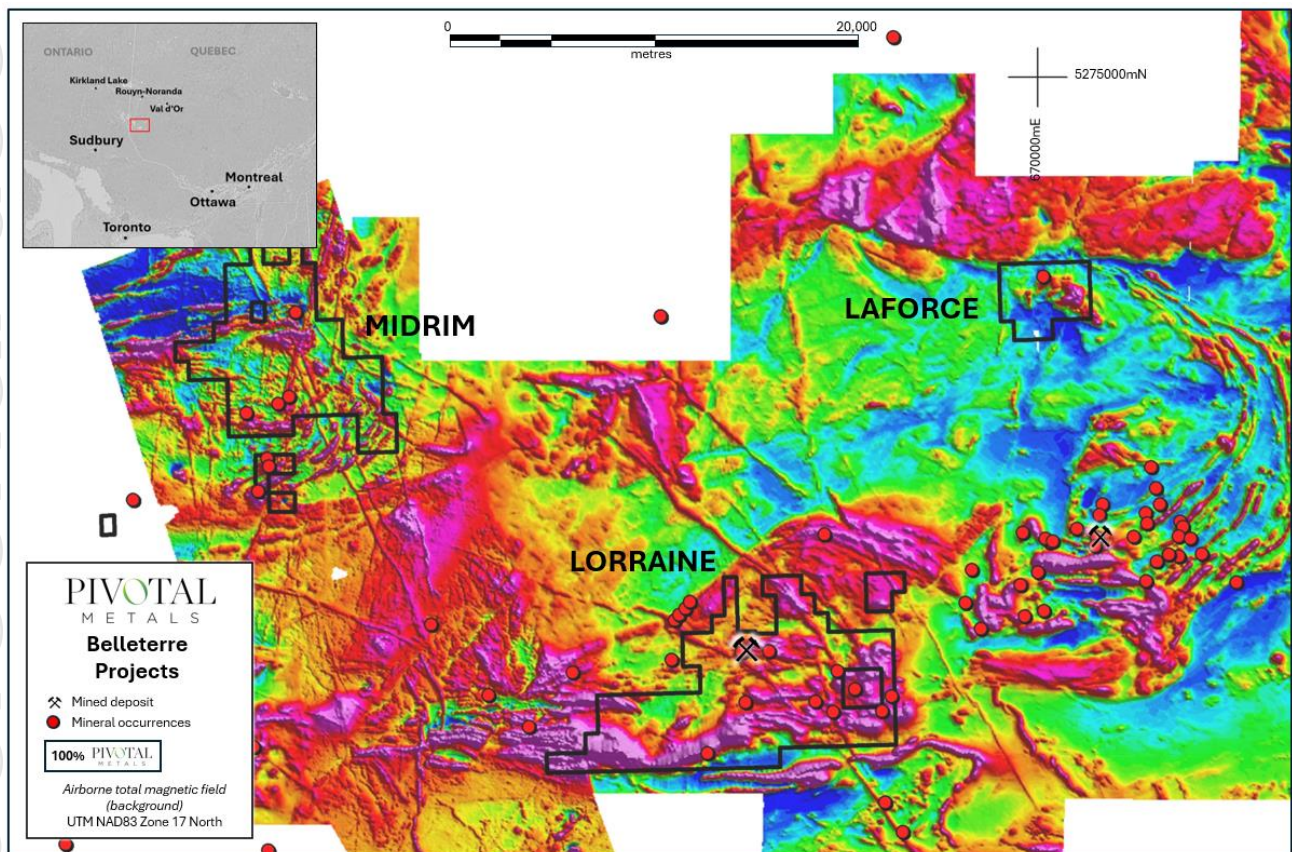 0 20,000
metres
5275000mN
670000mE
ONTARIO QUEBEC
Kirkland Lake
Rouyn-Noranda
Val d'Or
Sudbury
Montreal
Ottawa
Toronto
MIDRIM
LAFORCE
LORRAINE
PIVOTAL
METALS
Belleterre
Projects
Mined deposit
Mineral occurrences
100% PIVOTAL
METALS
Airborne total magnetic field
(background)
UTM NAD83 Zone 17 North